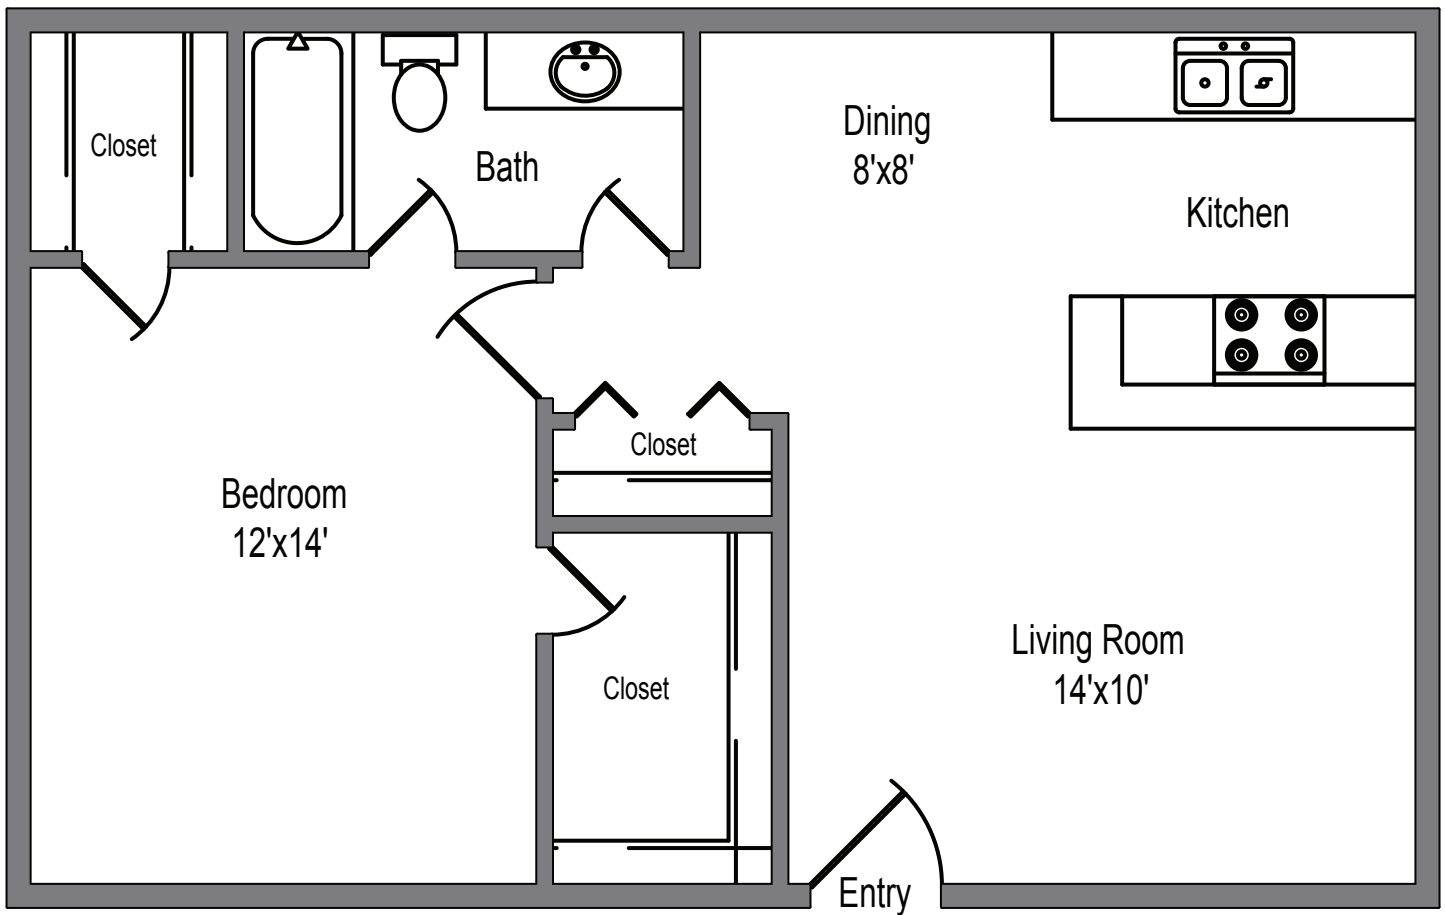 Closet
Bath
Dining
8'x8'
Kitchen
Closet
Bedroom
12'x14'
Closet
Living Room
14'x10'
Entry